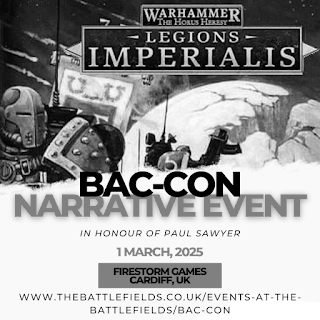 WARHAMMER
THE HORUS HERESY
LEGIONS
IMPERIALIS
BAC-CON
NARRATIVE EVENT
IN HONOUR OF PAUL SAWYER
1 MARCH, 2025
FIRESTORM GAMES
CARDIFF, UK
WWW.THEBATTLEFIELDS.CO.UK/EVENTS-AT-THE-
BATTLEFIELDS/BAC-CON